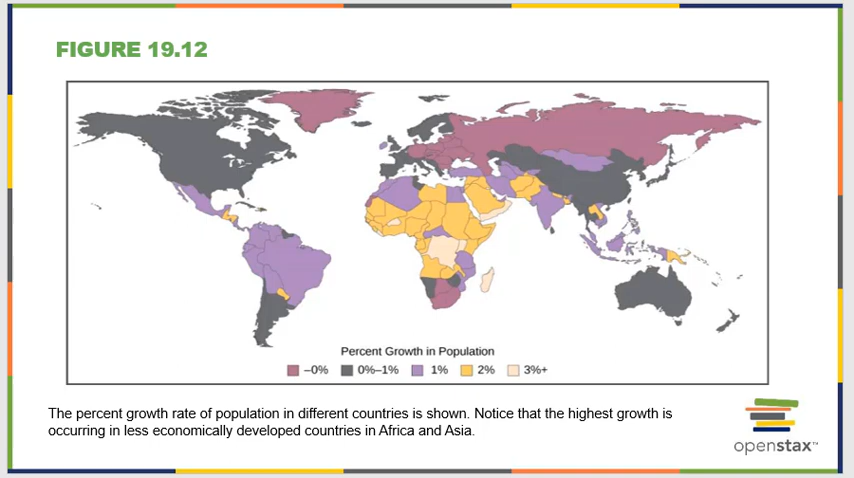 FIGURE 19.12
Percent Growth in Population
–0% 0%–1% 1% 2% 3%+
The percent growth rate of population in different countries is shown. Notice that the highest growth is
occurring in less economically developed countries in Africa and Asia.
openstax™